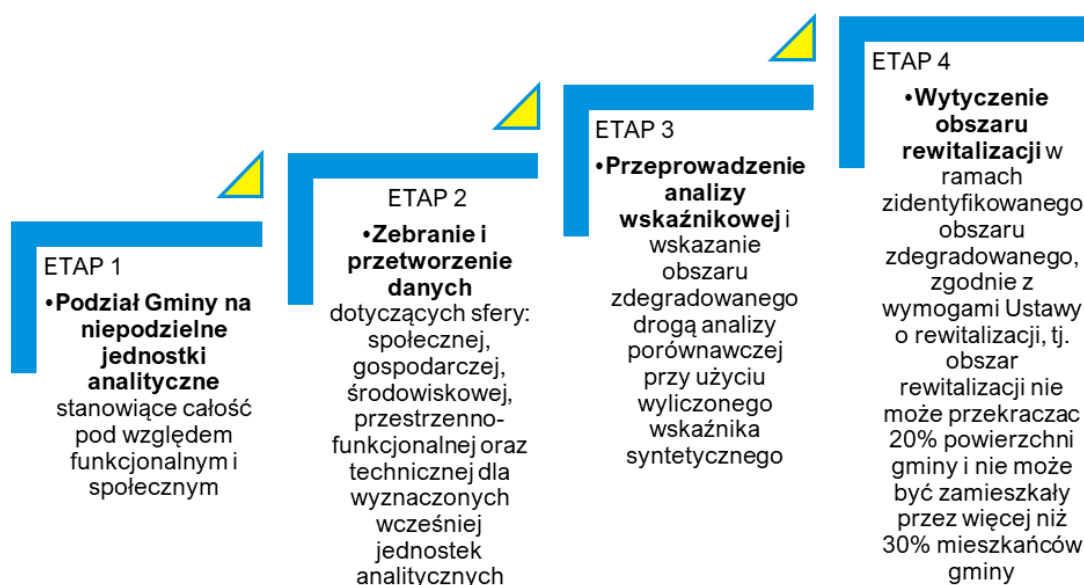 ETAP 1
•Podział Gminy na
niepodzielne
jednostki
analityczne
stanowiące całość
pod względem
funkcjonalnym i
społecznym
ETAP 2
•Zebranie i
przetworzenie
danych
dotyczących sfery:
społecznej,
gospodarczej,
środowiskowej,
przestrzenno-
funkcjonalnej oraz
technicznej dla
wyznaczonych
wcześniej
jednostek
analitycznych
ETAP 3
•Przeprowadzenie
analizy
wskaźnikowej i
wskazanie
obszaru
zdegradowanego
drogą analizy
porównawczej
przy użyciu
wyliczonego
wskaźnika
syntetycznego
ETAP 4
•Wytyczenie
obszaru
rewitalizacji w
ramach
zidentyfikowanego
obszaru
zdegradowanego,
zgodnie z
wymogami Ustawy
o rewitalizacji, tj.
obszar
rewitalizacji nie
może przekraczac
20% powierzchni
gminy i nie może
być zamieszkały
przez więcej niż
30% mieszkańców
gminy